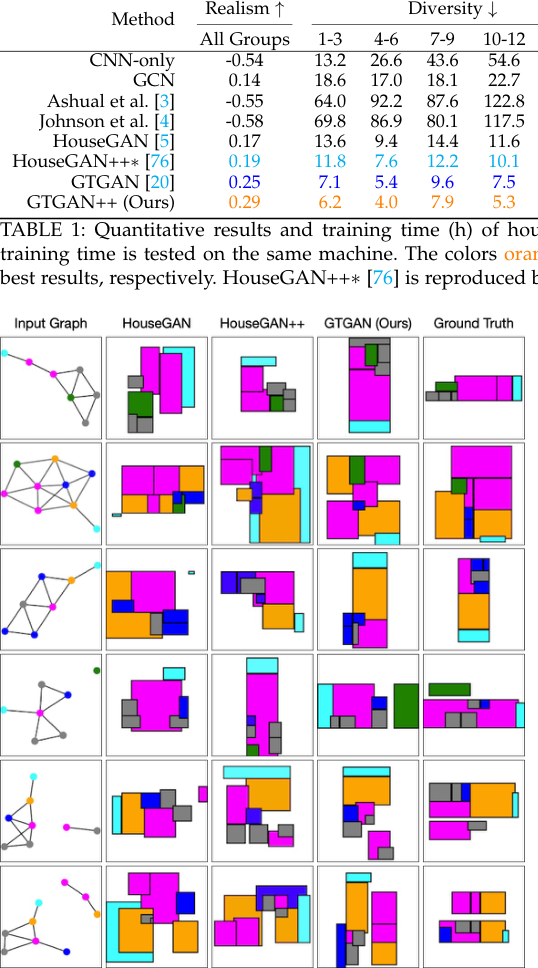 Method Realism ↑ Diversity ↓
All Groups 1-3 4-6 7-9 10-12
CNN-only -0.54 13.2 26.6 43.6 54.6
GCN 0.14 18.6 17.0 18.1 22.7
Ashual et al. [3] -0.55 64.0 92.2 87.6 122.8
Johnson et al. [4] -0.58 69.8 86.9 80.1 117.5
HouseGAN [5] 0.17 13.6 9.4 14.4 11.6
HouseGAN++∗ [76] 0.19 11.8 7.6 12.2 10.1
GTGAN [20] 0.25 7.1 5.4 9.6 7.5
GTGAN++ (Ours) 0.29 6.2 4.0 7.9 5.3
TABLE 1: Quantitative results and training time (h) of hou
training time is tested on the same machine. The colors oran
best results, respectively. HouseGAN++∗ [76] is reproduced b
Input Graph HouseGAN HouseGAN++ GTGAN (Ours) Ground Truth